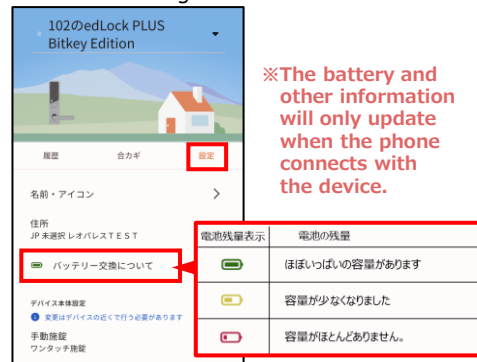 102のedLock PLUS
Bitkey Edition
履歴
合カギ
設定
名前・アイコン
住所
JP 未選択 レオパレスＴＥＳＴ
バッテリー交換について
デバイス本体設定
変更はデバイスの近くで行う必要があります
手動施錠
ワンタッチ施錠
※The battery and
other information
will only update
when the phone
connects with
the device.
電池残量表示
電池の残量
ほぼいっぱいの容量があります
容量が少なくなりました
容量がほとんどありません。